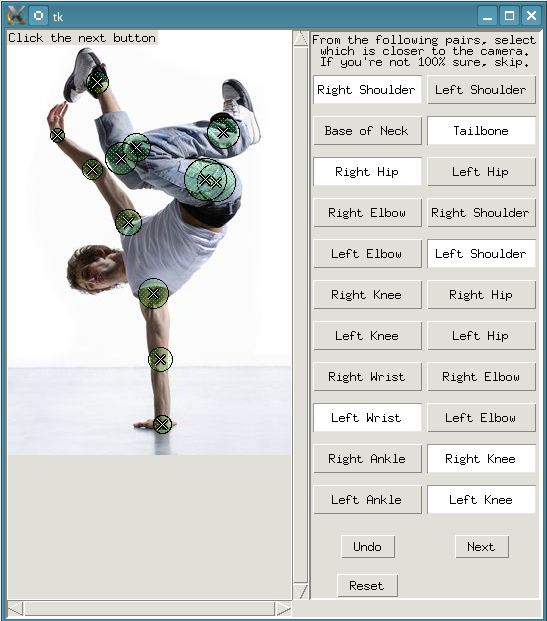 tk
Click the next button
From the following pairs, select
which is closer to the camera.
If you're not 100% sure, skip.
Right Shoulder Left Shoulder
Base of Neck Tailbone
Right Hip Left Hip
Right Elbow Right Shoulder
Left Elbow Left Shoulder
Right Knee Right Hip
Left Knee Left Hip
Right Wrist Right Elbow
Left Wrist Left Elbow
Right Ankle Right Knee
Left Ankle Left Knee
Undo Next
Reset